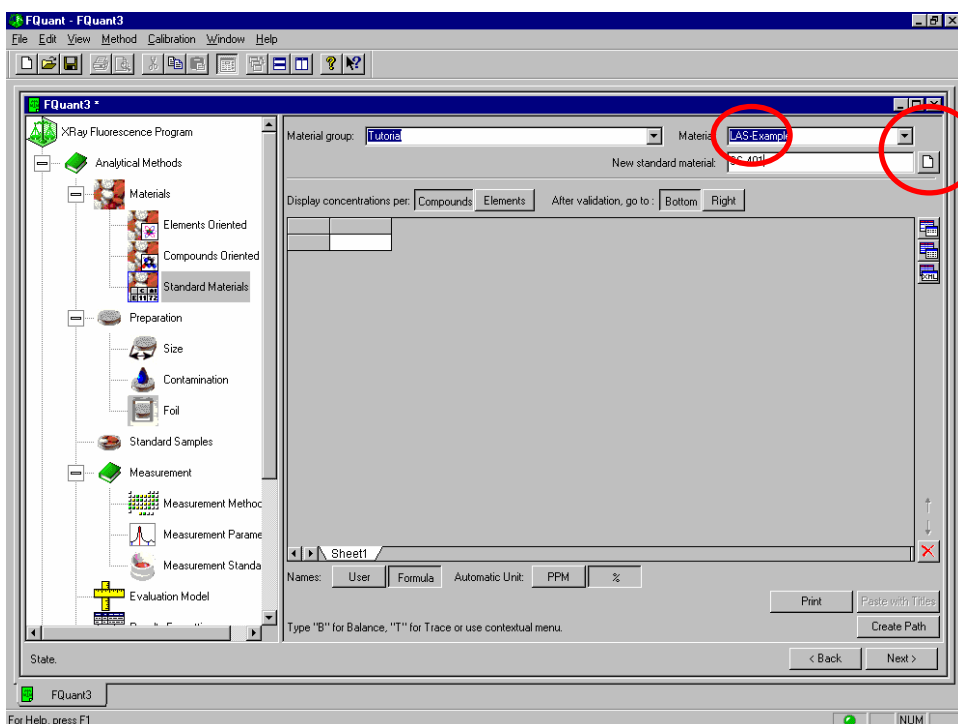 FQuant - FQuant3
File Edit View Method Calibration Window Help
FQuant3 *
XRay Fluorescence Program
Analytical Methods
Materials
Elements Oriented
Compounds Oriented
Standard Materials
Preparation
Size
Contamination
Foil
Standard Samples
Measurement
Measurement Method
Measurement Parame
Measurement Standa
Evaluation Model
Material group: Tutorial Material LAS-Example
New standard material:
Display concentrations per: Compounds Elements After validation, go to : Bottom Right
XML
Sheet1
Names: User Formula Automatic Unit: PPM %
Print Paste with Titles
Type "B" for Balance, "T" for Trace or use contextual menu. Create Path
State. < Back Next >
FQuant3
For Help, press F1 NUM